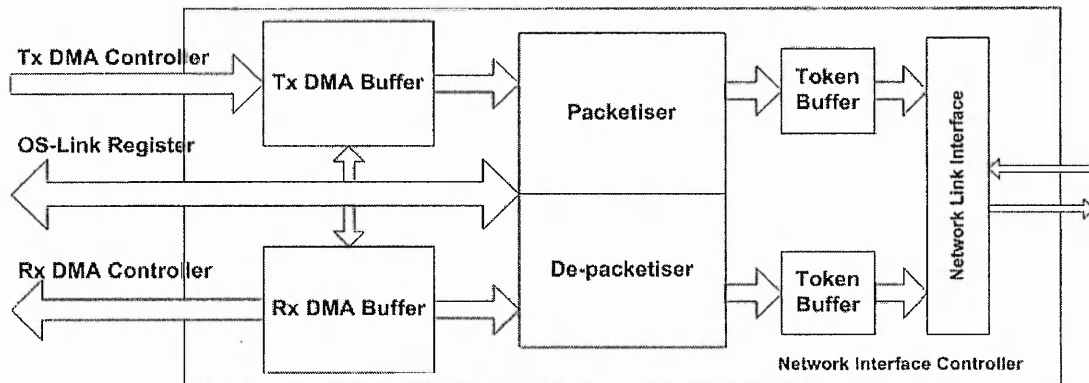 Tx DMA Controller
Tx DMA Buffer
Packetiser
Token
Buffer
OS-Link Register
Network Link Interface
Rx DMA Controller
Rx DMA Buffer
De-packetiser
Token
Buffer
Network Interface Controller